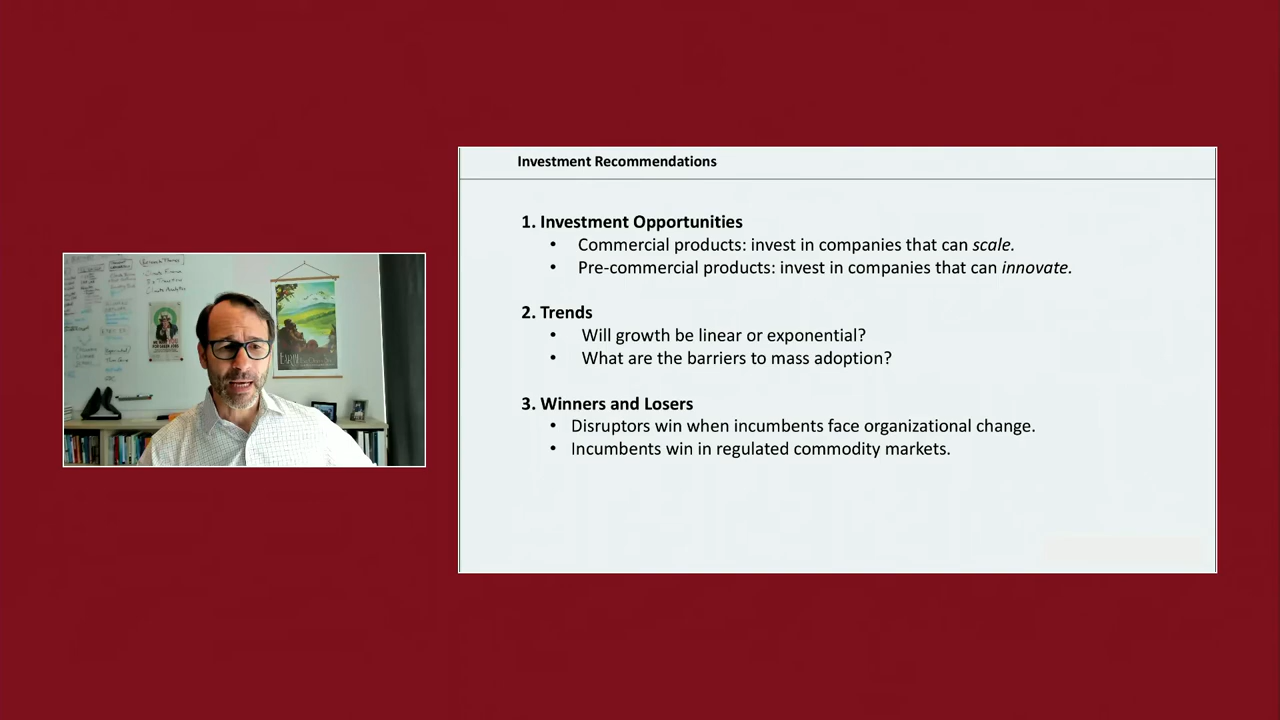 Investment Recommendations
1. Investment Opportunities
• Commercial products: invest in companies that can scale.
• Pre-commercial products: invest in companies that can innovate.
2. Trends
• Will growth be linear or exponential?
• What are the barriers to mass adoption?
3. Winners and Losers
• Disruptors win when incumbents face organizational change.
• Incumbents win in regulated commodity markets.